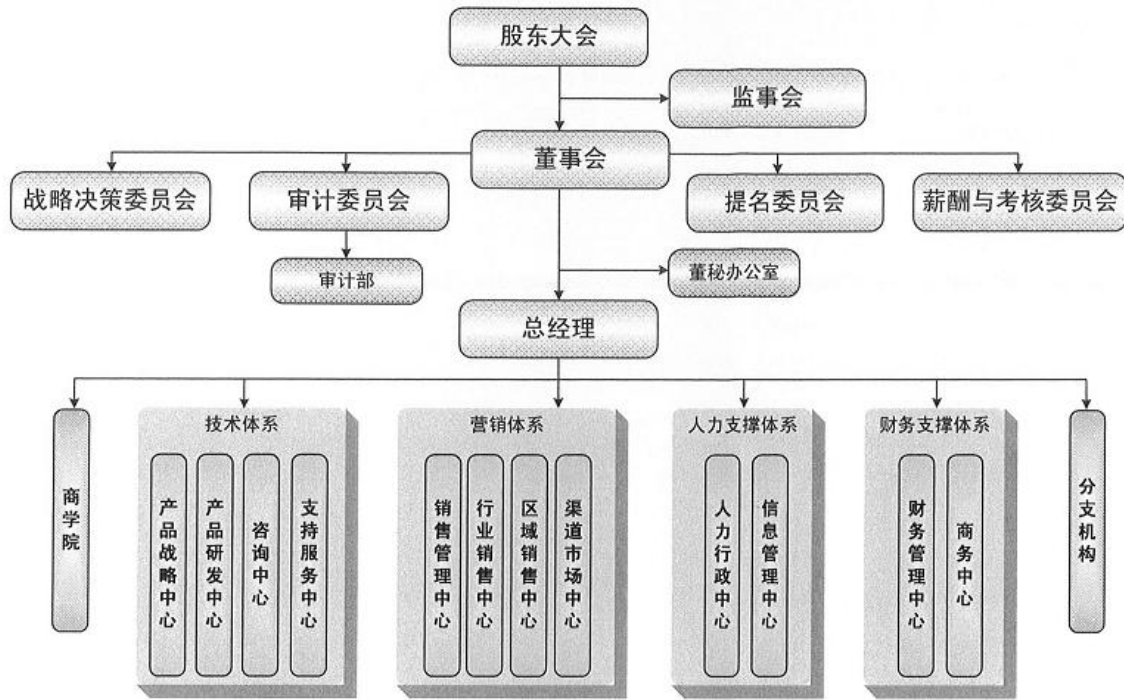 股东大会
监事会
董事会
战略决策委员会
审计委员会
提名委员会
薪酬与考核委员会
审计部
董秘办公室
总经理
商学院
技术体系
产品战略中心
产品研发中心
咨询中心
支持服务中心
营销体系
销售管理中心
行业销售中心
区域销售中心
渠道市场中心
人力支撑体系
人力行政中心
信息管理中心
财务支撑体系
财务管理中心
商务中心
分支机构